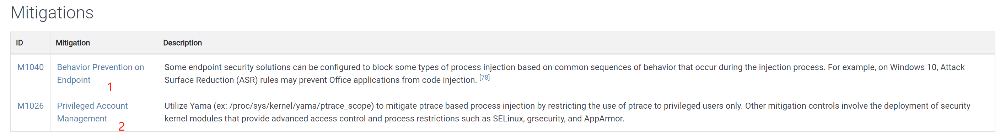 Mitigations
ID Mitigation Description
M1040 Behavior Prevention on Some endpoint security solutions can be configured to block some types of process injection based on common sequences of behavior that occur during the injection process. For example, on Windows 10, Attack
Endpoint 1 Surface Reduction (ASR) rules may prevent Office applications from code injection. [78]
M1026 Privileged Account Utilize Yama (ex: /proc/sys/kernel/yama/ptrace_scope) to mitigate ptrace based process injection by restricting the use of ptrace to privileged users only. Other mitigation controls involve the deployment of security
Management 2 kernel modules that provide advanced access control and process restrictions such as SELinux, grsecurity, and AppArmor.